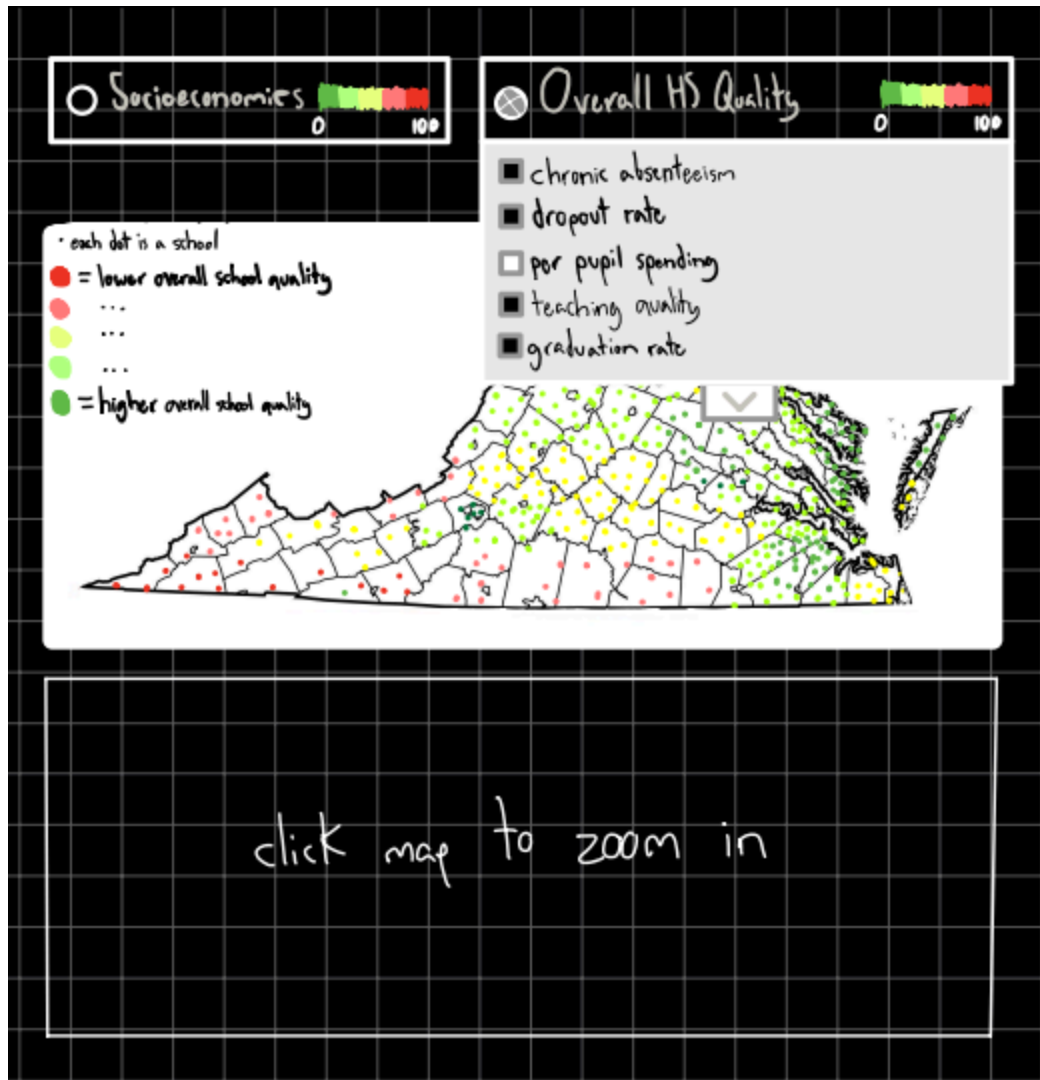 Socioeconomics
0 100
Overall HS Quality
0 100
chronic absenteeism
dropout rate
per pupil spending
teaching quality
graduation rate
· each dot is a school
= lower overall school quality
...
...
...
= higher overall school quality
click map to zoom in